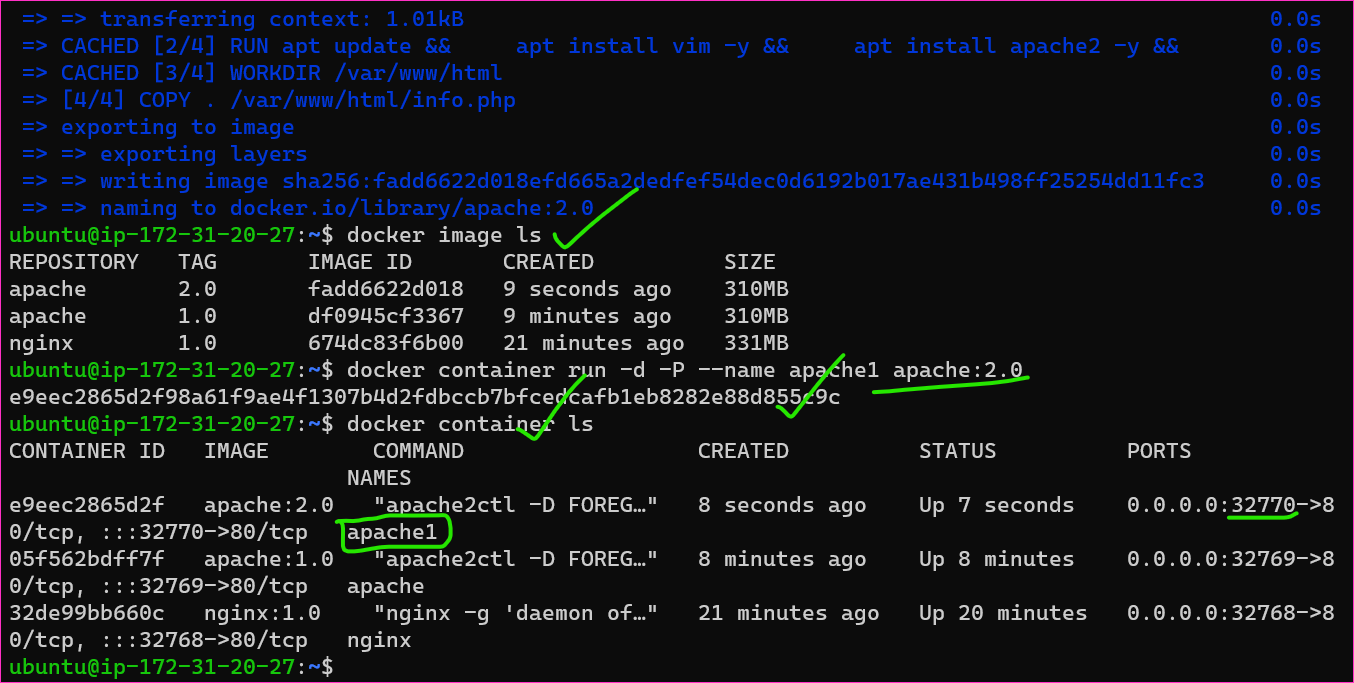 => => transferring context: 1.01kB 0.0s
=> CACHED [2/4] RUN apt update &&     apt install vim -y &&     apt install apache2 -y && 0.0s
=> CACHED [3/4] WORKDIR /var/www/html 0.0s
=> [4/4] COPY . /var/www/html/info.php 0.0s
=> exporting to image 0.0s
=> => exporting layers 0.0s
=> => writing image sha256:fadd6622d018efd665a2dedfef54dec0d6192b017ae431b498ff25254dd11fc3 0.0s
=> => naming to docker.io/library/apache:2.0 0.0s
ubuntu@ip-172-31-20-27:~$ docker image ls
REPOSITORY   TAG       IMAGE ID       CREATED          SIZE
apache       2.0       fadd6622d018   9 seconds ago    310MB
apache       1.0       df0945cf3367   9 minutes ago    310MB
nginx        1.0       674dc83f6b00   21 minutes ago   331MB
ubuntu@ip-172-31-20-27:~$ docker container run -d -P --name apache1 apache:2.0
e9eec2865d2f98a61f9ae4f1307b4d2fdbccb7bfcedcafb1eb8282e88d855c9c
ubuntu@ip-172-31-20-27:~$ docker container ls
CONTAINER ID   IMAGE        COMMAND                  CREATED          STATUS          PORTS
NAMES
e9eec2865d2f   apache:2.0   "apache2ctl -D FOREG…"   8 seconds ago    Up 7 seconds    0.0.0.0:32770->8
0/tcp, :::32770->80/tcp   apache1
05f562bdff7f   apache:1.0   "apache2ctl -D FOREG…"   8 minutes ago    Up 8 minutes    0.0.0.0:32769->8
0/tcp, :::32769->80/tcp   apache
32de99bb660c   nginx:1.0    "nginx -g 'daemon of…"   21 minutes ago   Up 20 minutes   0.0.0.0:32768->8
0/tcp, :::32768->80/tcp   nginx
ubuntu@ip-172-31-20-27:~$